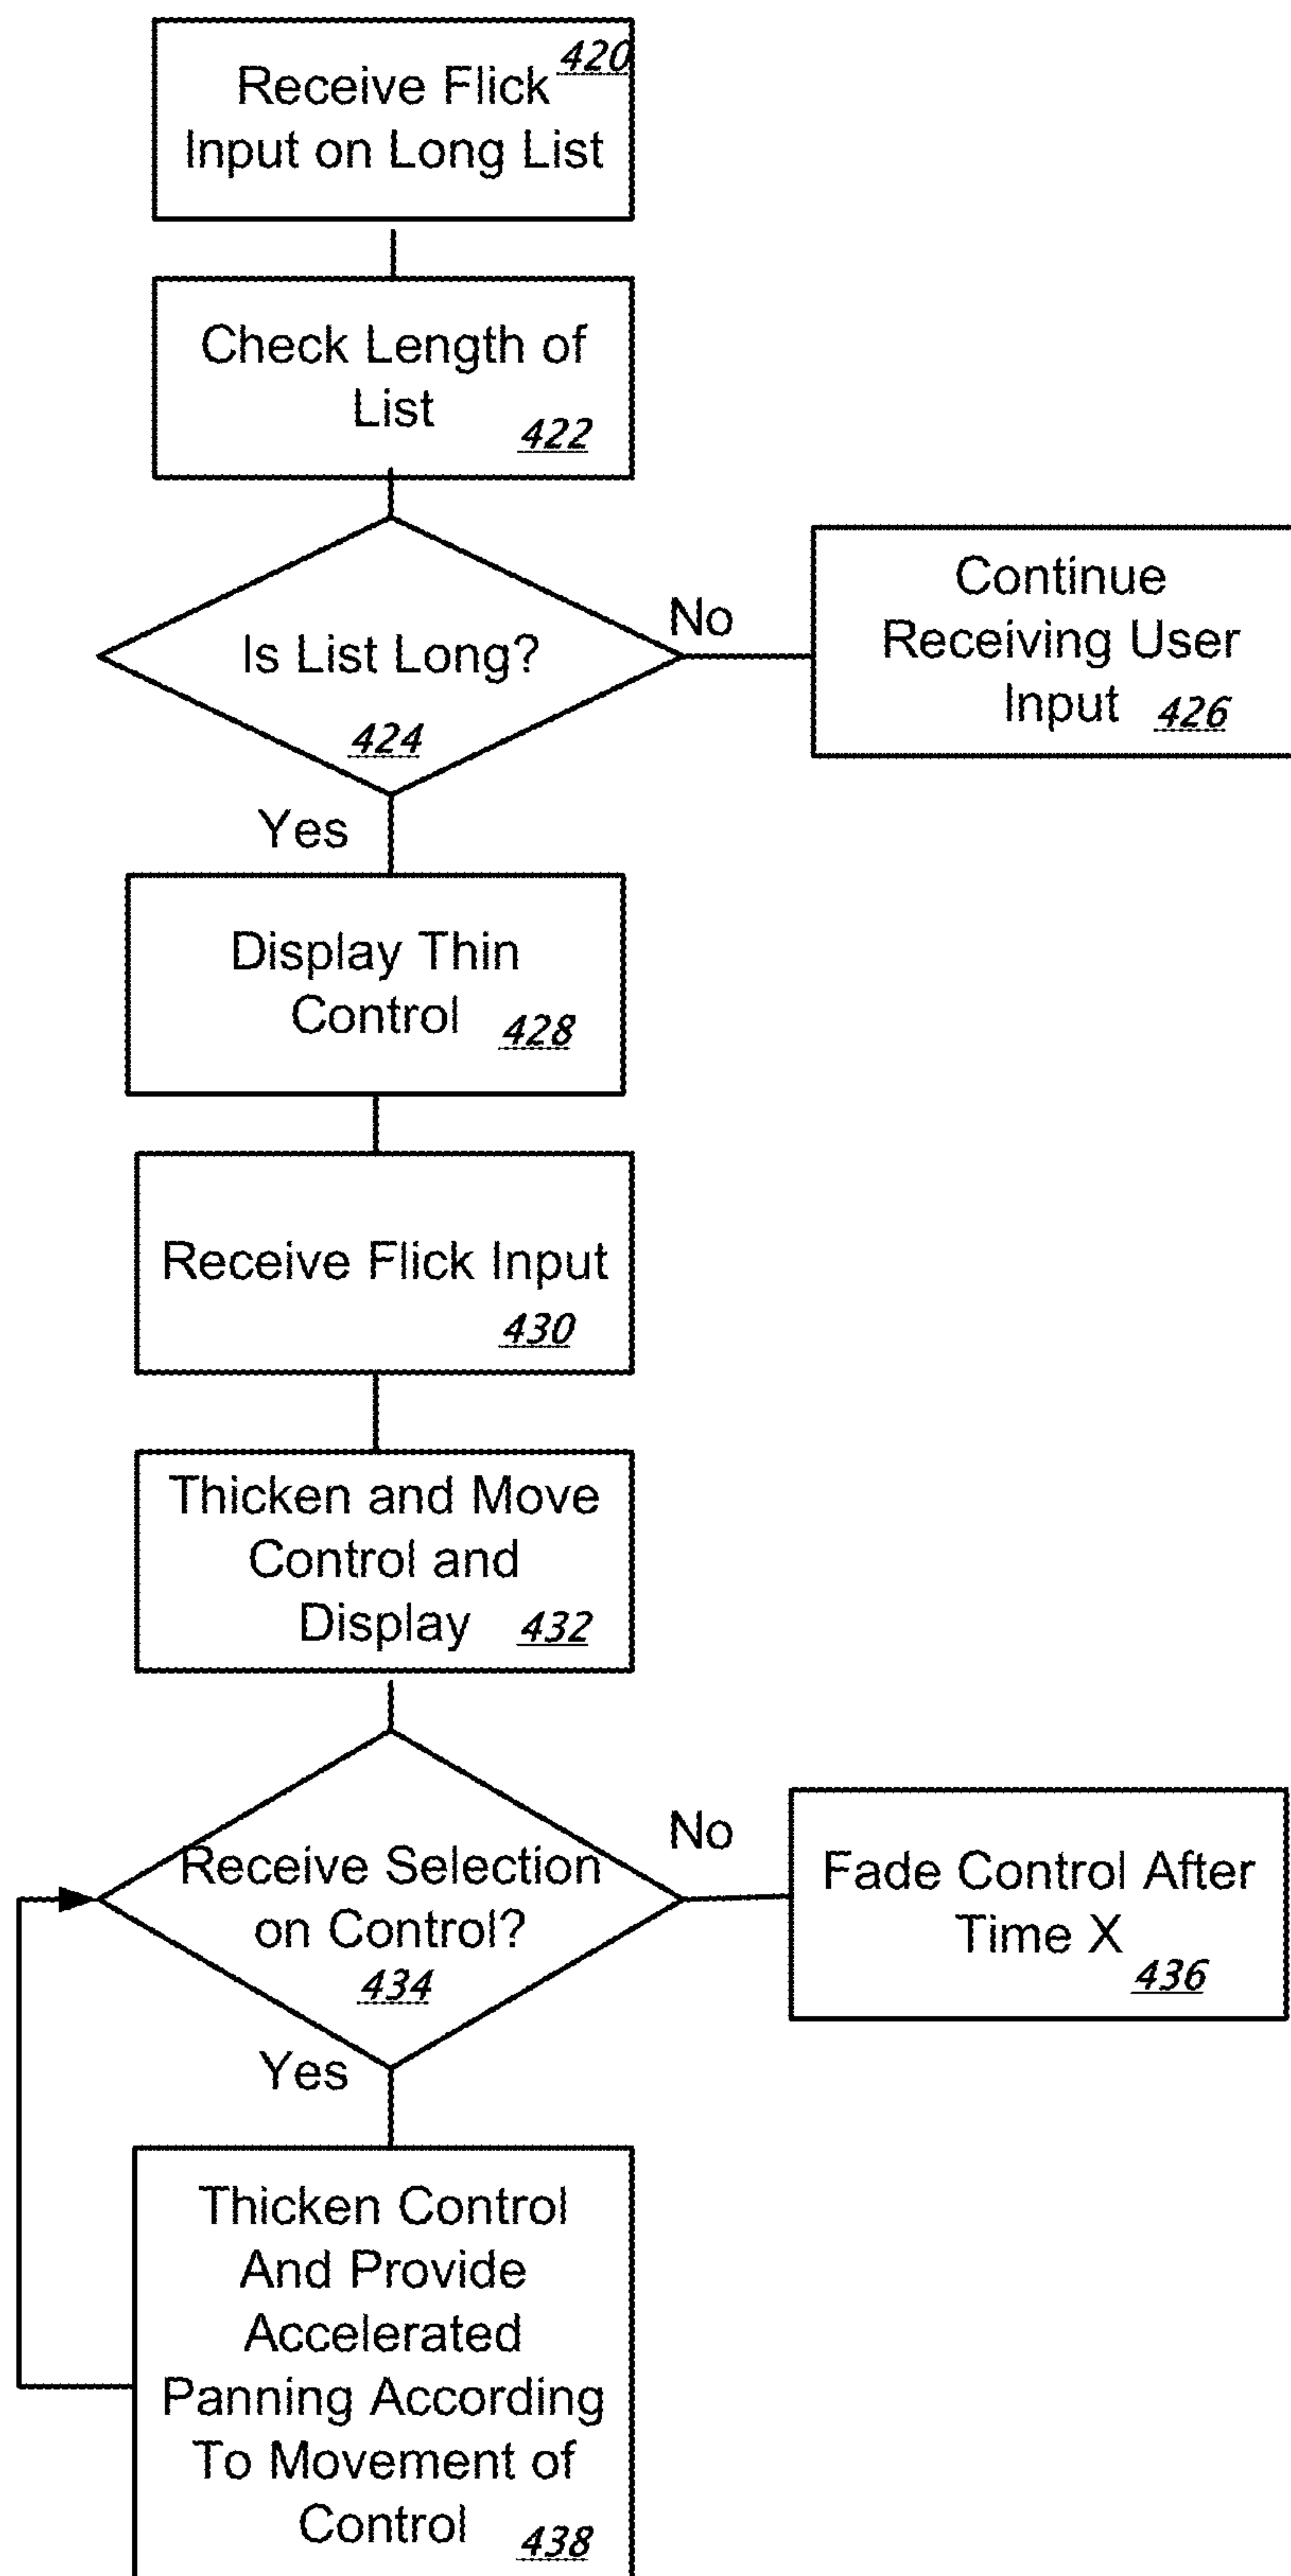 420
Receive Flick
Input on Long List
Check Length of
List 422
Is List Long?
424
No
Continue
Receiving User
Input 426
Yes
Display Thin
Control 428
Receive Flick Input
430
Thicken and Move
Control and
Display 432
Receive Selection
on Control?
434
No
Fade Control After
Time X
436
Yes
Thicken Control
And Provide
Accelerated
Panning According
To Movement of
Control 438